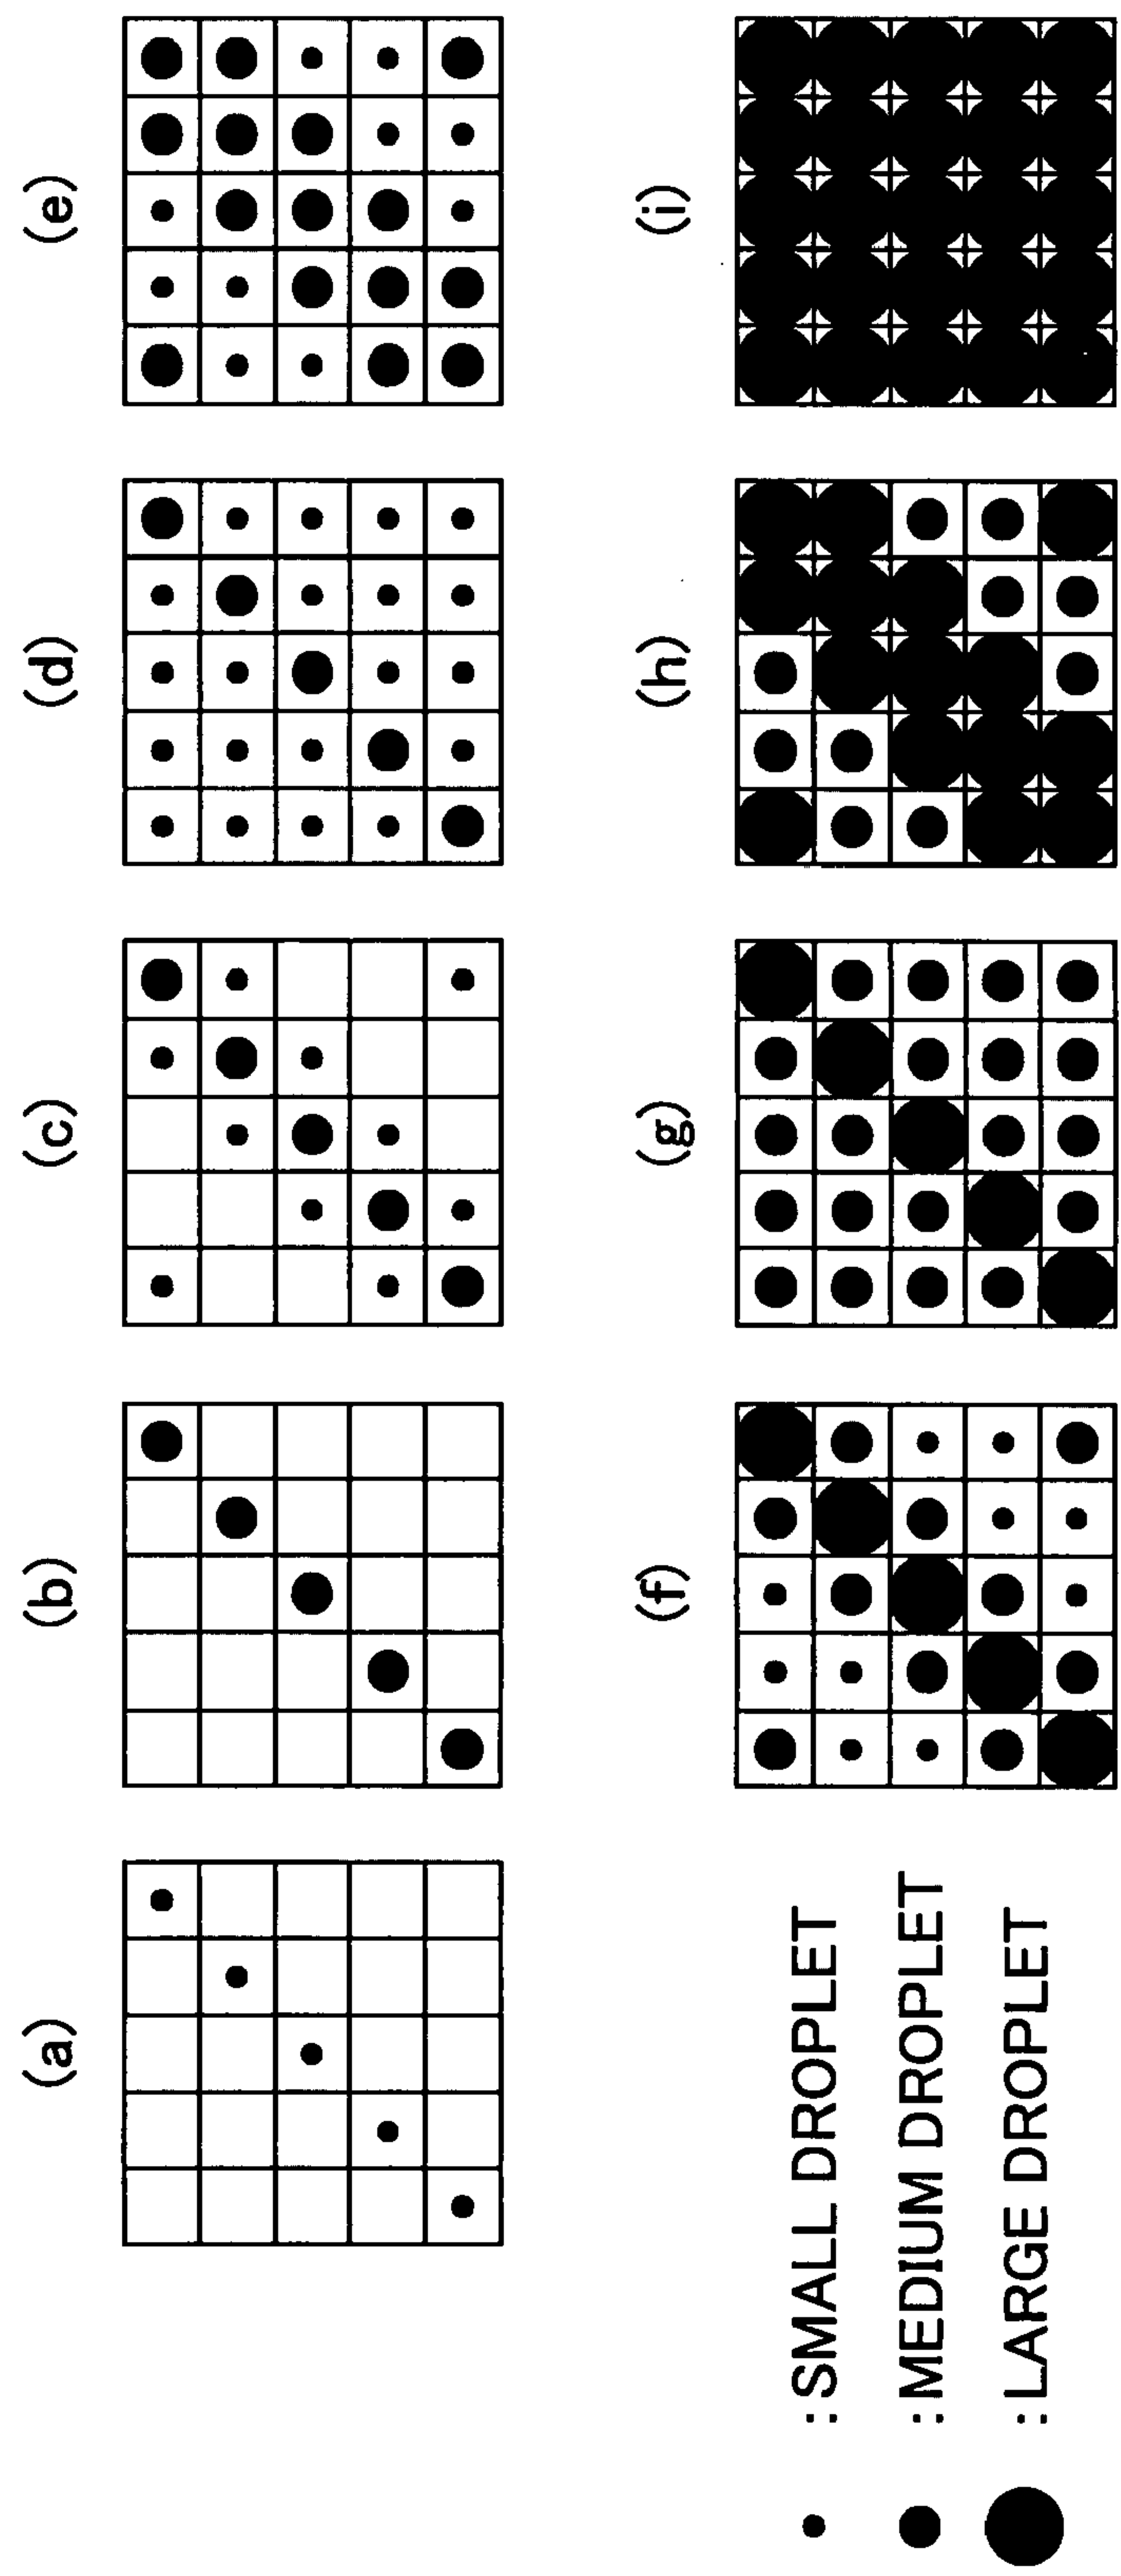 (a)
(b)
(c)
(d)
(e)
: SMALL DROPLET
: MEDIUM DROPLET
: LARGE DROPLET
(f)
(g)
(h)
(i)